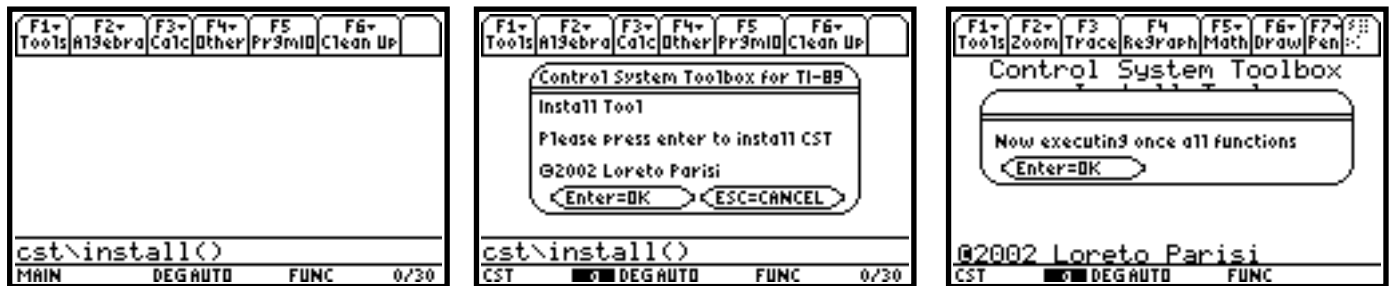 F1 F2 F3 F4 F5 F6
Tools Algebra Calc Other PrgmIO Clean Up
cst\install()
MAIN DEG AUTO FUNC 0/30
F1 F2 F3 F4 F5 F6
Tools Algebra Calc Other PrgmIO Clean Up
Control System Toolbox for TI-89
Install Tool
Please press enter to install CST
©2002 Loreto Parisi
Enter=OK ESC=CANCEL
cst\install()
CST DEG AUTO FUNC 0/30
F1 F2 F3 F4 F5 F6 F7
Tools Zoom Trace ReGraph Math Draw Pen
Control System Toolbox
Now executing once all functions
Enter=OK
©2002 Loreto Parisi
CST DEG AUTO FUNC